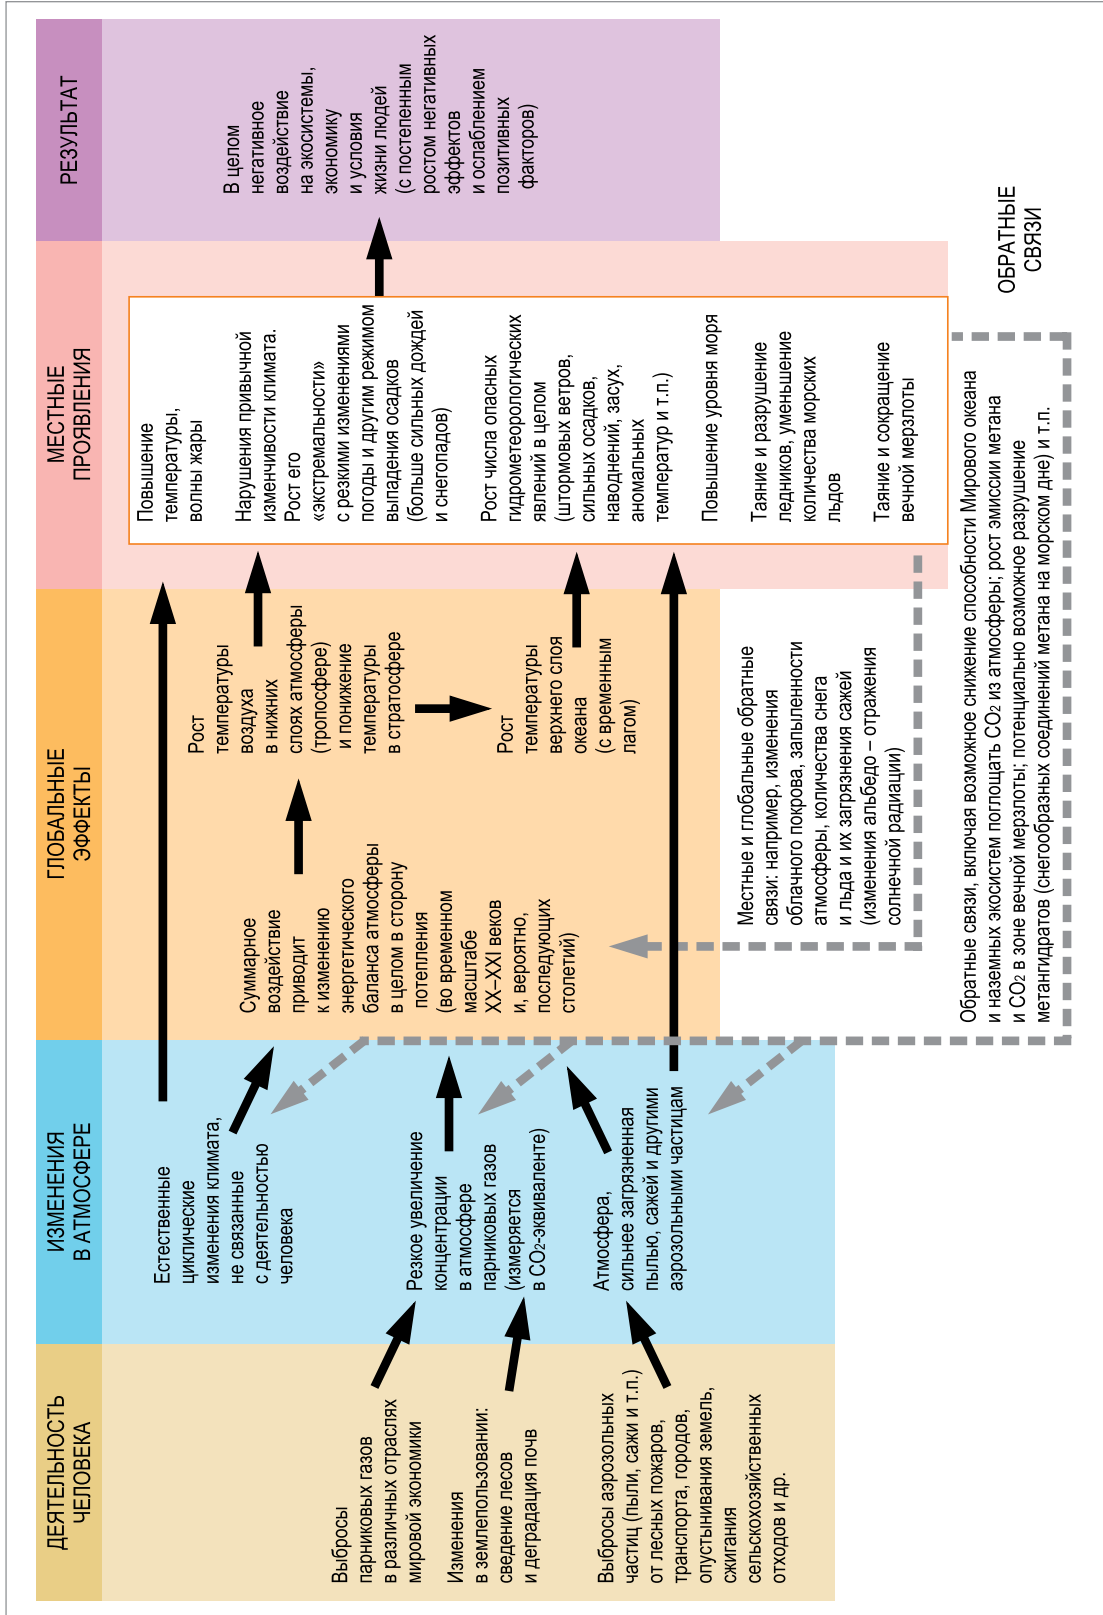 ДЕЯТЕЛЬНОСТЬ
ЧЕЛОВЕКА
Выбросы
парниковых газов
в различных отраслях
мировой экономики
Изменения
в землепользовании:
сведение лесов
и деградация почв
Выбросы аэрозольных
частиц (пыли, сажи и т.п.)
от лесных пожаров,
транспорта, городов,
опустынивания земель,
сжигания
сельскохозяйственных
отходов и др.
ИЗМЕНЕНИЯ
В АТМОСФЕРЕ
Естественные
циклические
изменения климата,
не связанные
с деятельностью
человека
Резкое увеличение
концентрации
в атмосфере
парниковых газов
(измеряется
в CO₂-эквиваленте)
Атмосфера,
сильнее загрязненная
пылью, сажей и другими
аэрозольными частицам
ГЛОБАЛЬНЫЕ
ЭФФЕКТЫ
Суммарное
воздействие
приводит
к изменению
энергетического
баланса атмосферы
в целом в сторону
потепления
(во временном
масштабе
XX–XXI веков
и, вероятно,
последующих
столетий)
Рост
температуры
воздуха
в нижних
слоях атмосферы
(тропосфере)
и понижение
температуры
в стратосфере
Рост
температуры
верхнего слоя
океана
(с временным
лагом)
МЕСТНЫЕ
ПРОЯВЛЕНИЯ
Повышение
температуры,
волны жары
Нарушения привычной
изменчивости климата.
Рост его
«экстремальности»
с резкими изменениями
погоды и другим режимом
выпадения осадков
(больше сильных дождей
и снегопадов)
Рост числа опасных
гидрометеорологических
явлений в целом
(штормовых ветров,
сильных осадков,
наводнений, засух,
аномальных
температур и т.п.)
Повышение уровня моря
Таяние и разрушение
ледников, уменьшение
количества морских
льдов
Таяние и сокращение
вечной мерзлоты
РЕЗУЛЬТАТ
В целом
негативное
воздействие
на экосистемы,
экономику
и условия
жизни людей
(с постепенным
ростом негативных
эффектов
и ослаблением
позитивных
факторов)
Местные и глобальные обратные
связи: например, изменения
облачного покрова, запыленности
атмосферы, количества снега
и льда и их загрязнения сажей
(изменения альбедо – отражения
солнечной радиации)
Обратные связи, включая возможное снижение способности Мирового океана
и наземных экосистем поглощать CO₂ из атмосферы; рост эмиссии метана
и CO₂ в зоне вечной мерзлоты; потенциально возможное разрушение
метангидратов (снегообразных соединений метана на морском дне) и т.п.
ОБРАТНЫЕ
СВЯЗИ